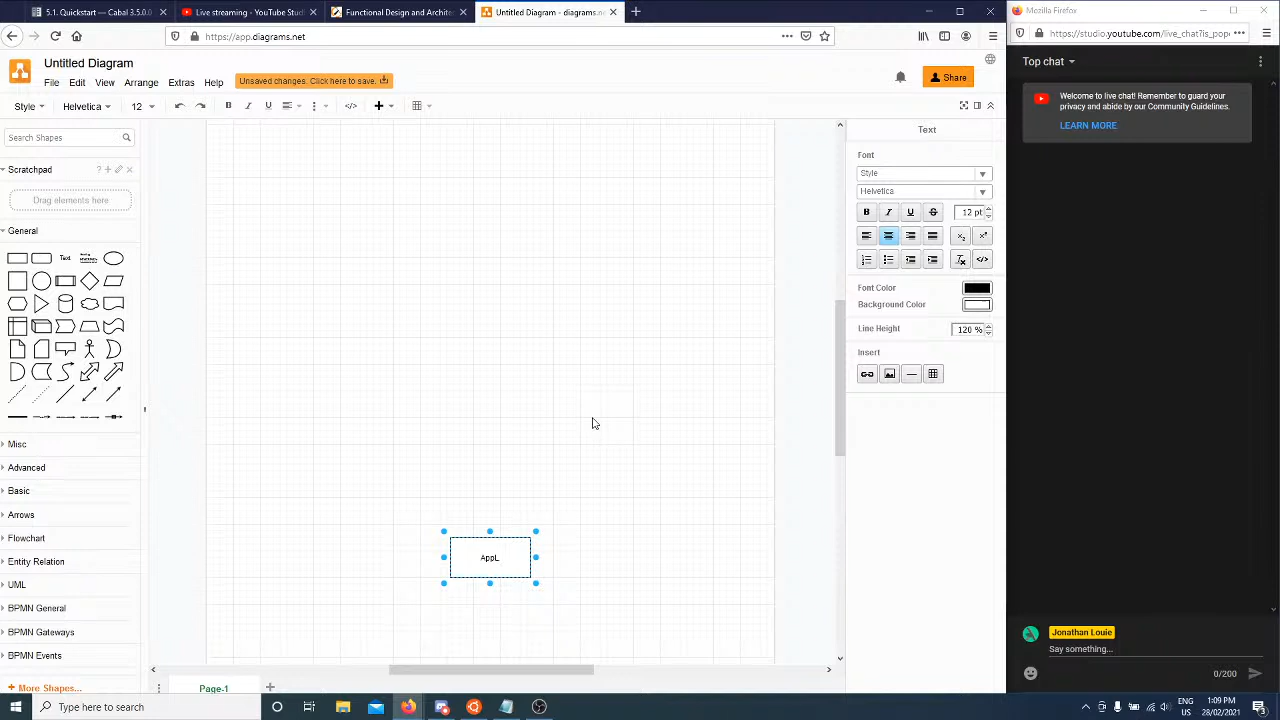 5.1. Quickstart — Cabal 3.5.0.0
Live streaming - YouTube Studio
Functional Design and Architec
Untitled Diagram - diagrams.ne
Mozilla Firefox
https://app.diagrams.net
https://studio.youtube.com/live_chat?is_pop
Untitled Diagram
File Edit View Arrange Extras Help
Unsaved changes. Click here to save.
Share
Top chat
Style
Helvetica
12
B I U
Welcome to live chat! Remember to guard your
privacy and abide by our Community Guidelines.
LEARN MORE
Search Shapes
Scratchpad
Drag elements here
General
Text
Misc
Advanced
Basic
Arrows
Flowchart
Entity Relation
UML
BPMN General
BPMN Gateways
BPMN Events
More Shapes...
AppL
Page-1
Text
Font
Style
Helvetica
B I U S
12 pt
Font Color
Background Color
Line Height
120 %
Insert
Jonathan Louie
Say something...
0/200
Type here to search
ENG
US
1:09 PM
28/02/2021